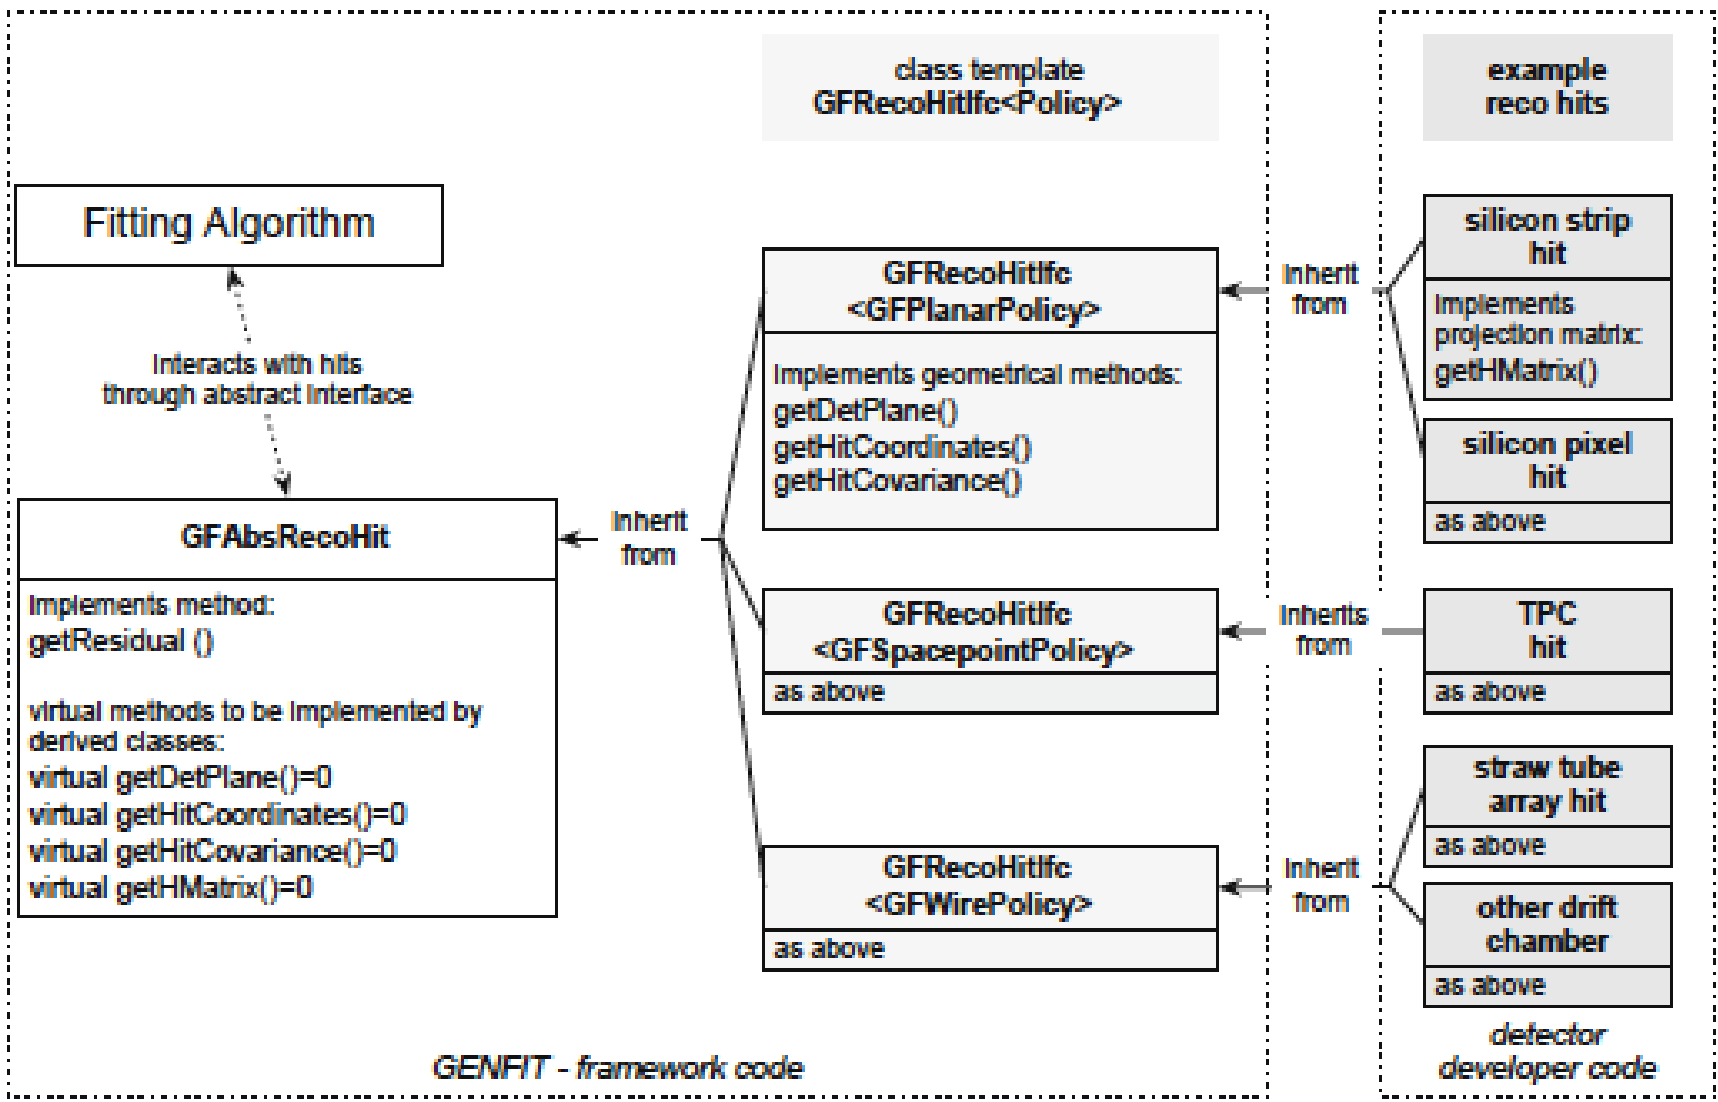 class template
GFRecoHitIfc<Policy>
example
reco hits
Fitting Algorithm
Interacts with hits
through abstract interface
GFAbsRecoHit
Implements method:
getResidual ()
virtual methods to be implemented by
derived classes:
virtual getDetPlane()=0
virtual getHitCoordinates()=0
virtual getHitCovariance()=0
virtual getHMatrix()=0
inherit
from
GFRecoHitIfc
<GFPlanarPolicy>
Implements geometrical methods:
getDetPlane()
getHitCoordinates()
getHitCovariance()
GFRecoHitIfc
<GFSpacepointPolicy>
as above
GFRecoHitIfc
<GFWirePolicy>
as above
inherit
from
inherits
from
inherit
from
silicon strip
hit
Implements
projection matrix:
getHMatrix()
silicon pixel
hit
as above
TPC
hit
as above
straw tube
array hit
as above
other drift
chamber
as above
GENFIT - framework code
detector
developer code